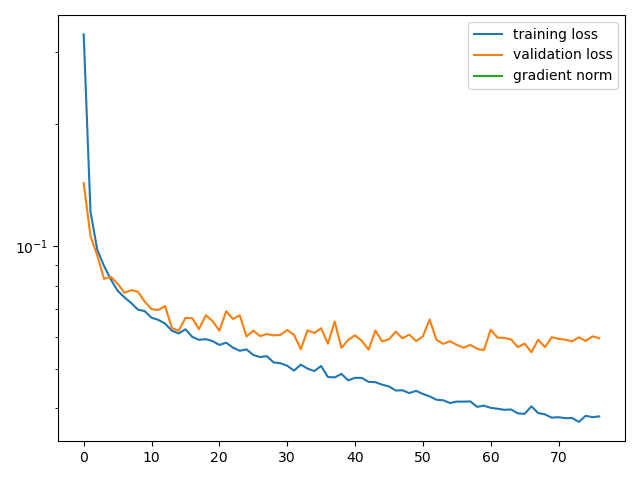 training loss
validation loss
gradient norm
10⁻¹
0 10 20 30 40 50 60 70